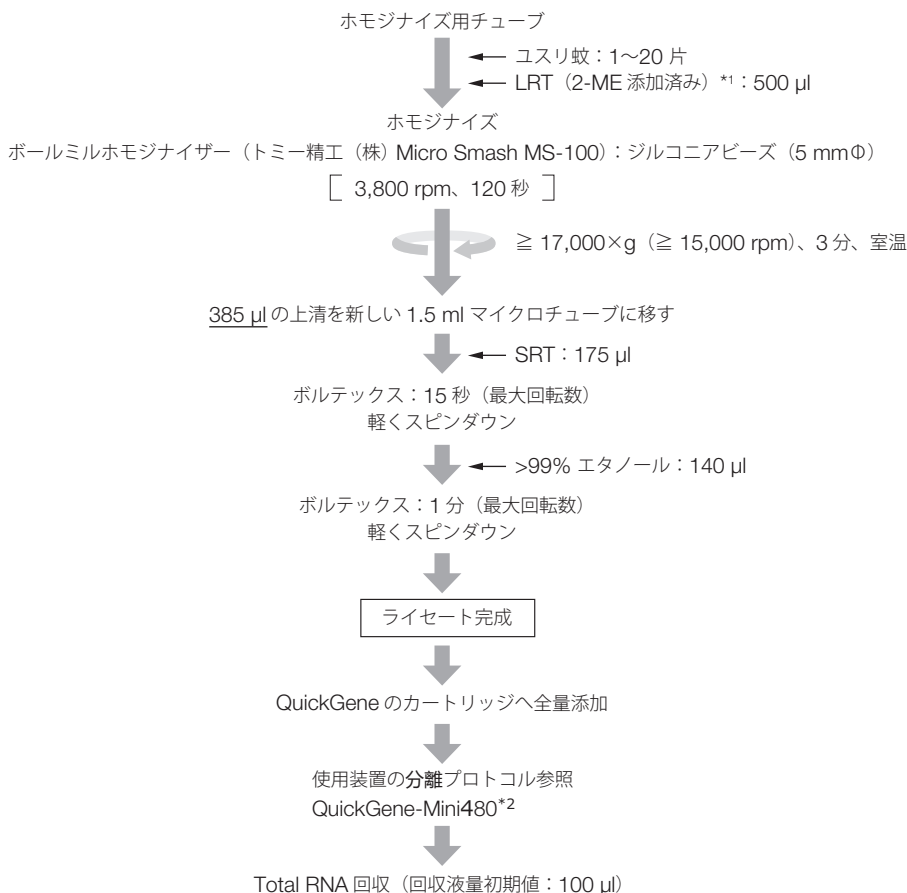 ホモジナイズ用チューブ
ユスリ蚊：1～20 片
LRT（2-ME 添加済み）*1：500 µl
ホモジナイズ
ボールミルホモジナイザー（トミー精工（株）Micro Smash MS-100）：ジルコニアビーズ（5 mmΦ）
［ 3,800 rpm、120 秒 ］
≧ 17,000×g（≧ 15,000 rpm）、3 分、室温
385 µl の上清を新しい 1.5 ml マイクロチューブに移す
SRT：175 µl
ボルテックス：15 秒（最大回転数）
軽くスピンダウン
>99% エタノール：140 µl
ボルテックス：1 分（最大回転数）
軽くスピンダウン
ライセート完成
QuickGene のカートリッジへ全量添加
使用装置の分離プロトコル参照
QuickGene-Mini480*2
Total RNA 回収（回収液量初期値：100 µl）